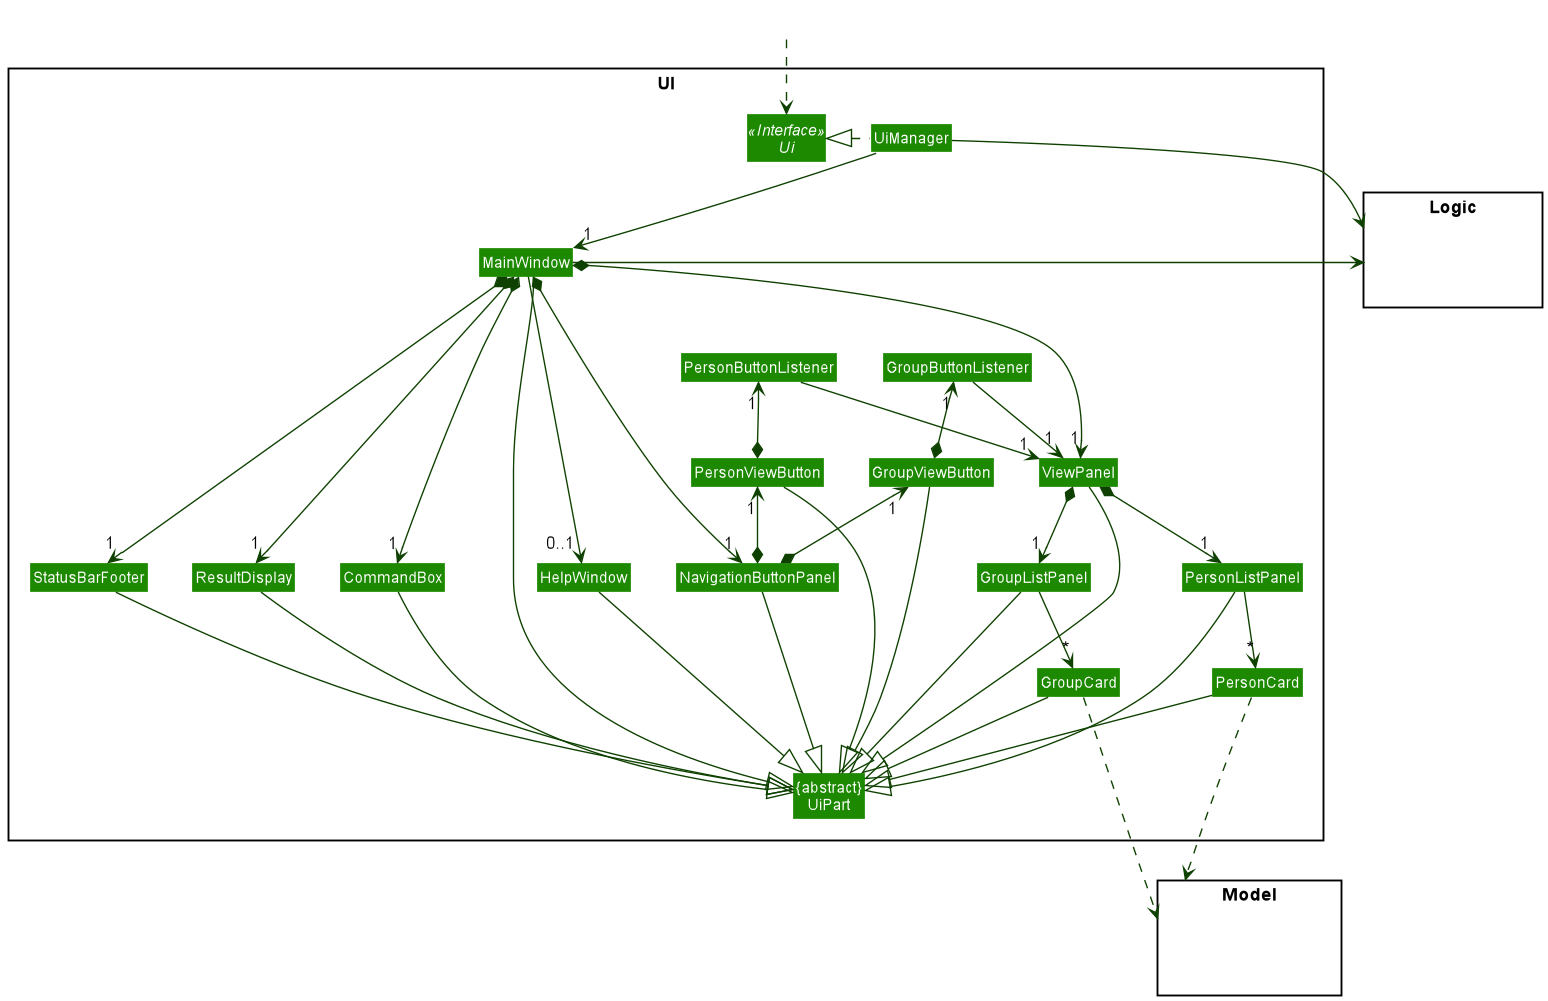 UI
«Interface»
Ui
UiManager
Logic
1
MainWindow
PersonButtonListener
GroupButtonListener
1
1
1
1
1
PersonViewButton
GroupViewButton
ViewPanel
1
1
1
1
1
0..1
1
1
1
StatusBarFooter
ResultDisplay
CommandBox
HelpWindow
NavigationButtonPanel
GroupListPanel
PersonListPanel
*
*
GroupCard
PersonCard
{abstract}
UiPart
Model